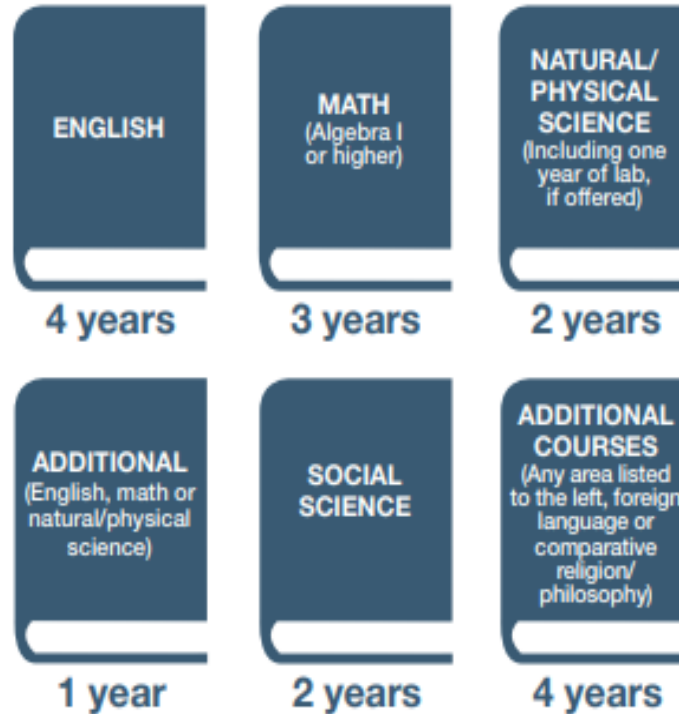 ENGLISH
4 years
MATH
(Algebra I
or higher)
3 years
NATURAL/
PHYSICAL
SCIENCE
(Including one
year of lab,
if offered)
2 years
ADDITIONAL
(English, math or
natural/physical
science)
1 year
SOCIAL
SCIENCE
2 years
ADDITIONAL
COURSES
(Any area listed
to the left, foreign
language or
comparative
religion/
philosophy)
4 years